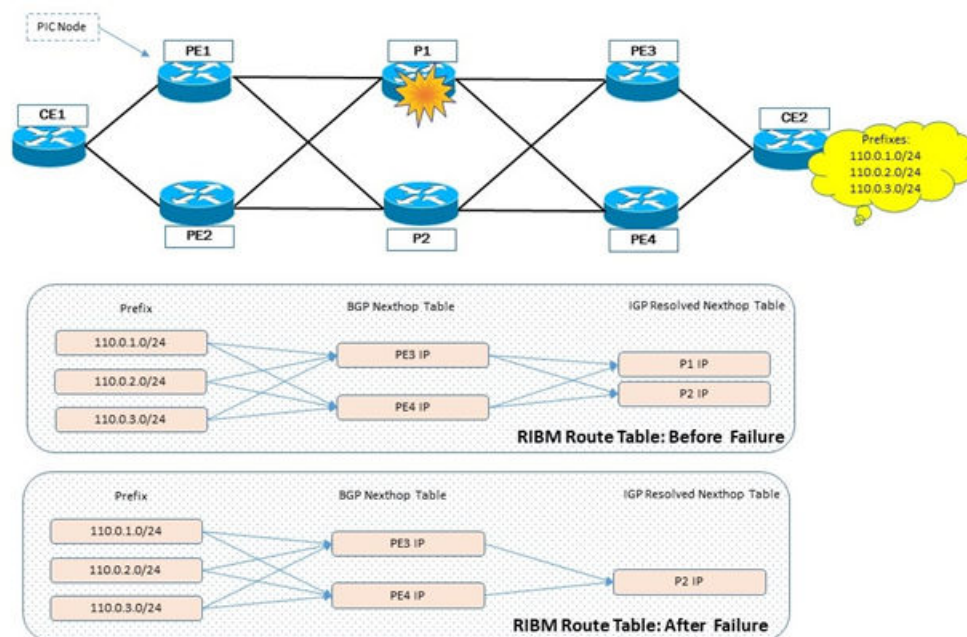 PIC Node
PE1
P1
PE3
CE1
CE2
Prefixes:
110.0.1.0/24
110.0.2.0/24
110.0.3.0/24
PE2
P2
PE4
Prefix
BGP Nexthop Table
IGP Resolved Nexthop Table
110.0.1.0/24
PE3 IP
P1 IP
110.0.2.0/24
P2 IP
PE4 IP
110.0.3.0/24
RIBM Route Table: Before Failure
Prefix
BGP Nexthop Table
IGP Resolved Nexthop Table
110.0.1.0/24
PE3 IP
110.0.2.0/24
P2 IP
PE4 IP
110.0.3.0/24
RIBM Route Table: After Failure